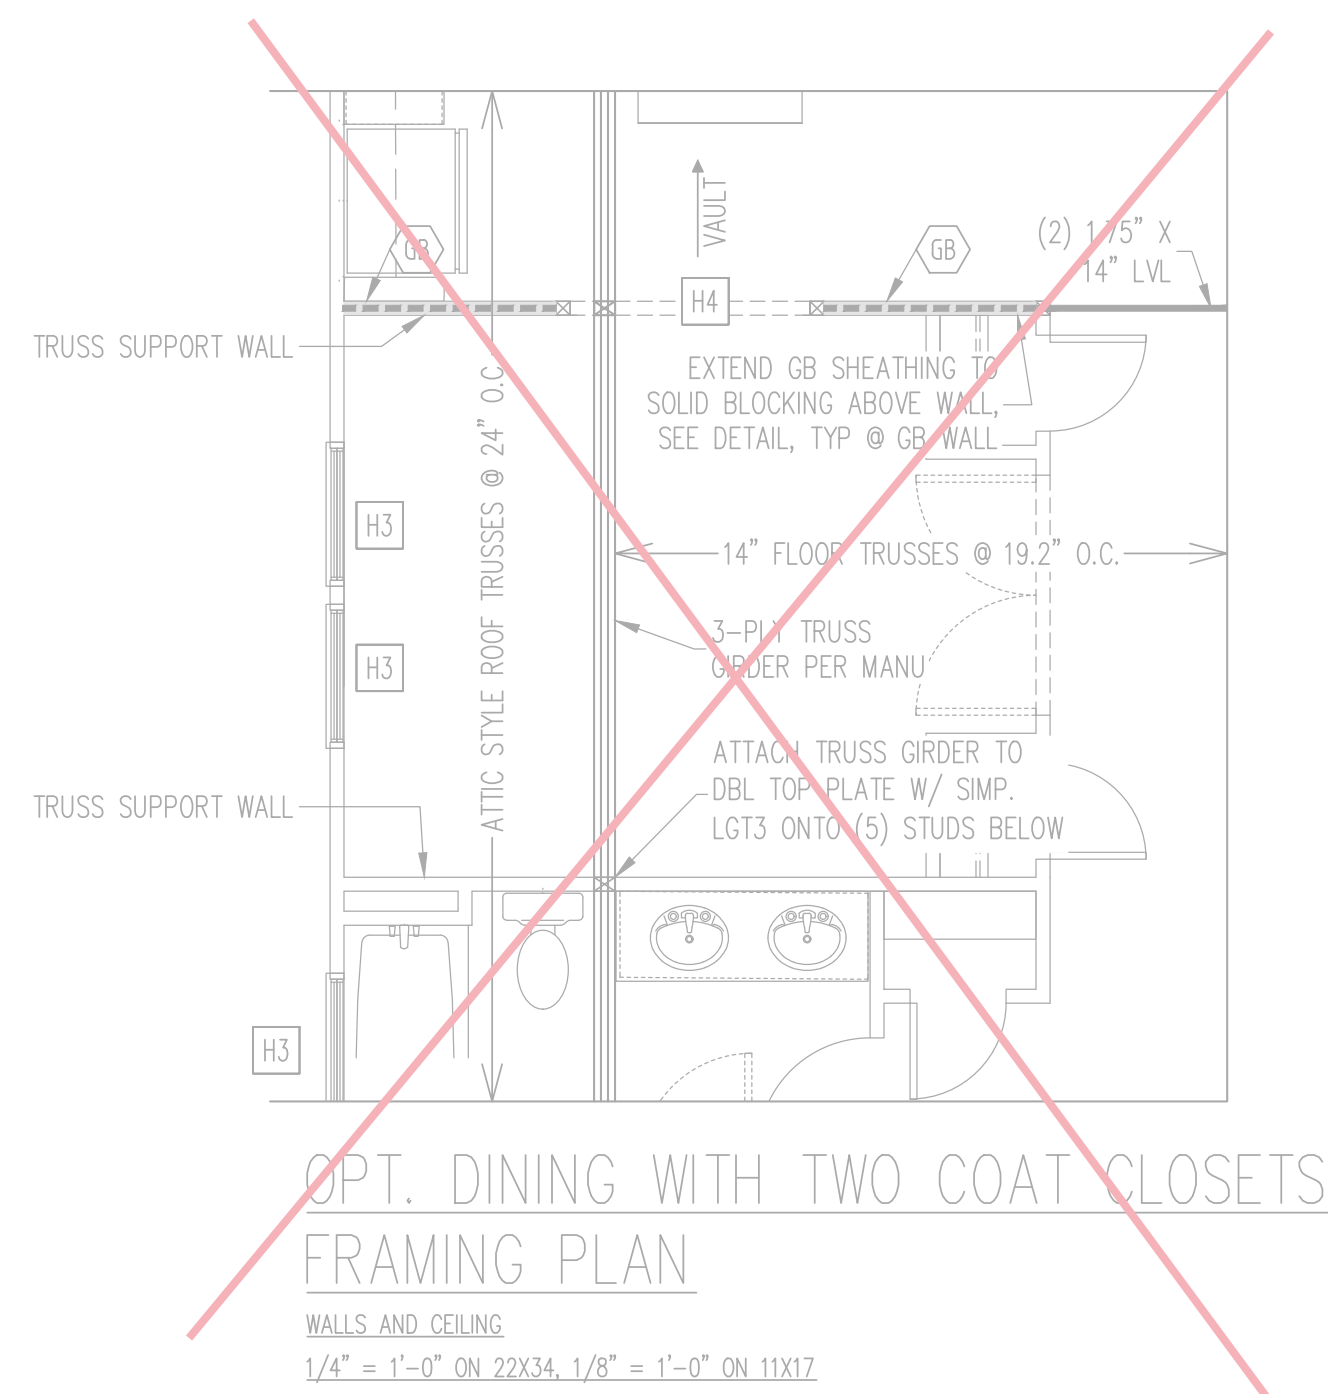 VAULT
GB
GB
(2) 1.75" X
14" LVL
H4
TRUSS SUPPORT WALL
EXTEND GB SHEATHING TO
SOLID BLOCKING ABOVE WALL,
SEE DETAIL, TYP @ GB WALL
ATTIC STYLE ROOF TRUSSES @ 24" O.C.
H3
14" FLOOR TRUSSES @ 19.2" O.C.
3-PLY TRUSS
GIRDER PER MANU
H3
ATTACH TRUSS GIRDER TO
DBL TOP PLATE W/ SIMP.
LGT3 ONTO (5) STUDS BELOW
TRUSS SUPPORT WALL
H3
OPT. DINING WITH TWO COAT CLOSETS
FRAMING PLAN
WALLS AND CEILING
1/4" = 1'-0" ON 22X34, 1/8" = 1'-0" ON 11X17